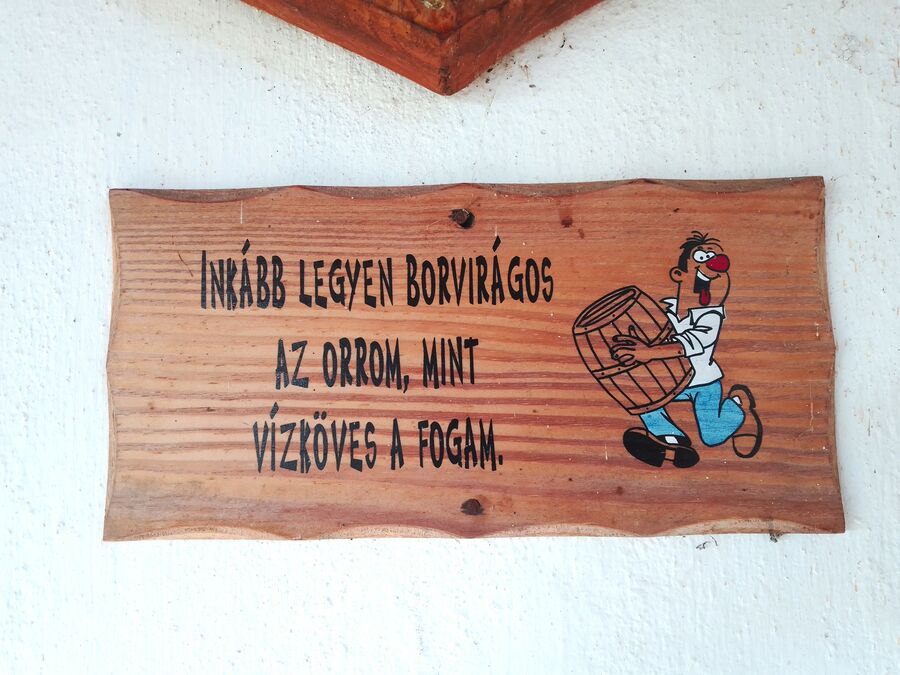 INKÁBB LEGYEN BORVIRÁGOS
AZ ORROM, MINT
VÍZKÖVES A FOGAM.